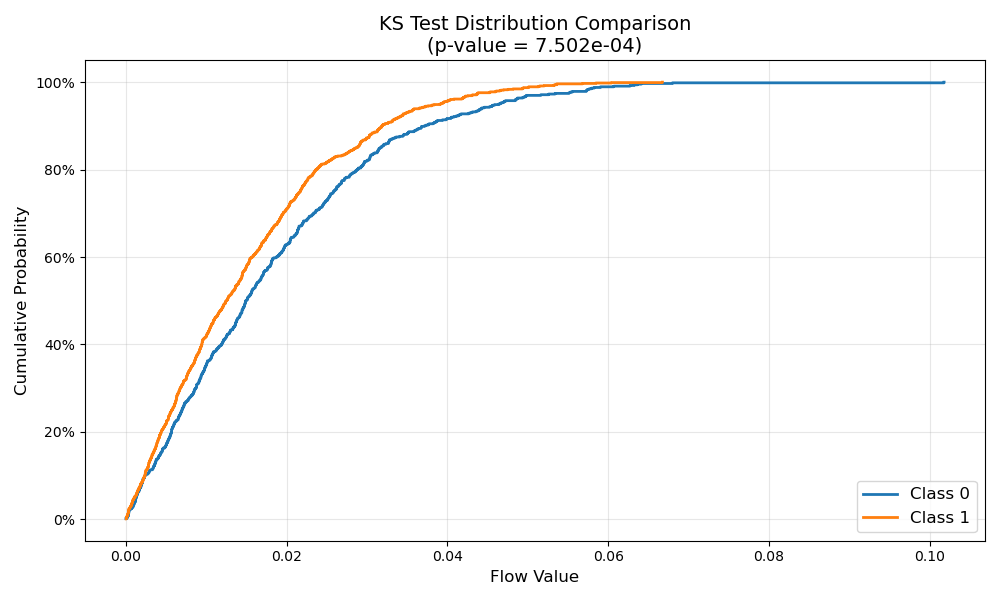 KS Test Distribution Comparison
(p-value = 7.502e-04)
100%
80%
60%
40%
20%
0%
Cumulative Probability
0.00 0.02 0.04 0.06 0.08 0.10
Flow Value
Class 0
Class 1